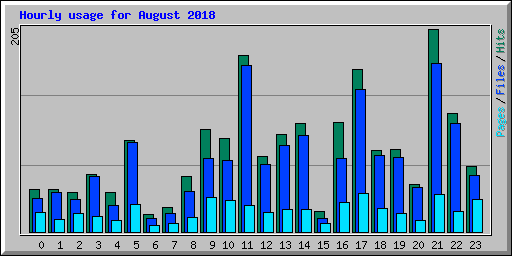 Hourly usage for August 2018
205
Pages/Files/Hits
0 1 2 3 4 5 6 7 8 9 10 11 12 13 14 15 16 17 18 19 20 21 22 23